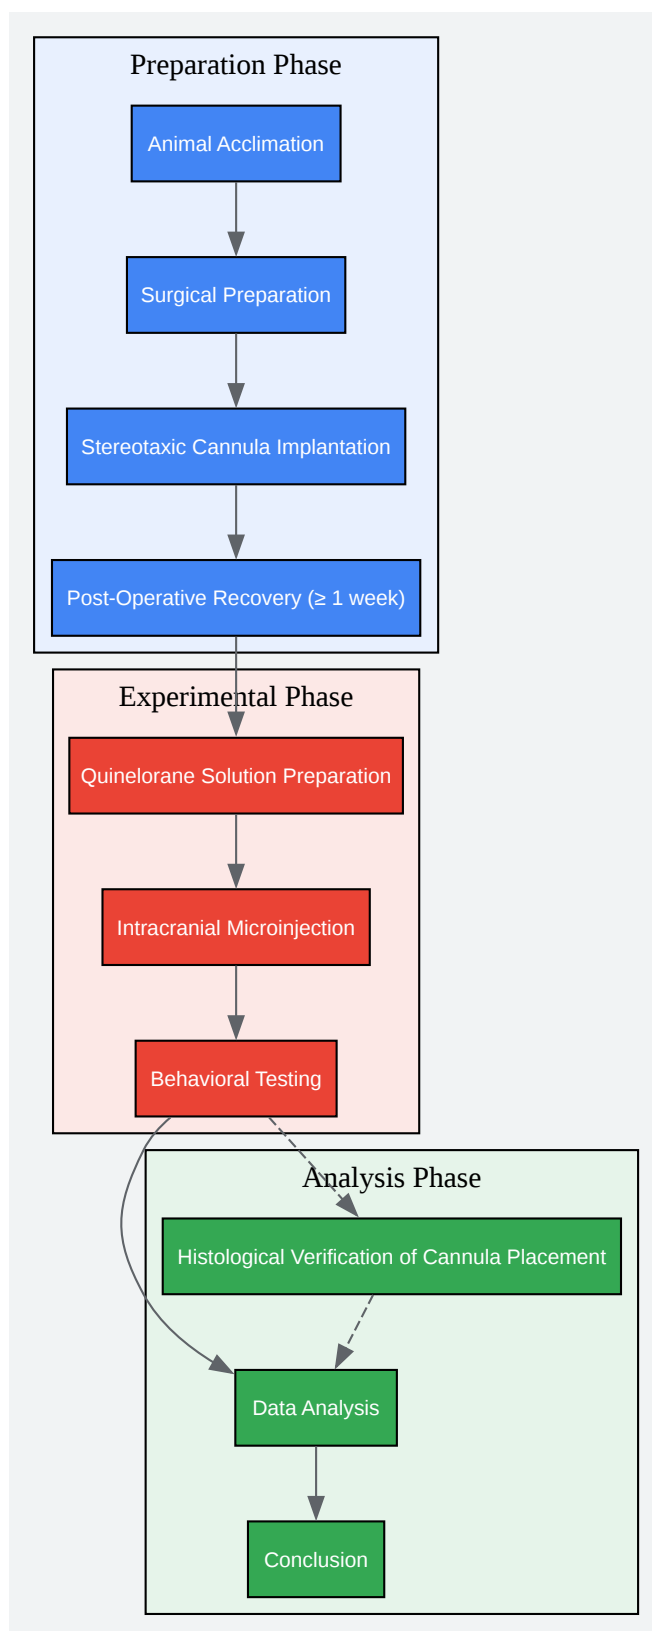 Preparation Phase
Animal Acclimation
Surgical Preparation
Stereotaxic Cannula Implantation
Post-Operative Recovery (≥ 1 week)
Experimental Phase
Quinelorane Solution Preparation
Intracranial Microinjection
Behavioral Testing
Analysis Phase
Histological Verification of Cannula Placement
Data Analysis
Conclusion